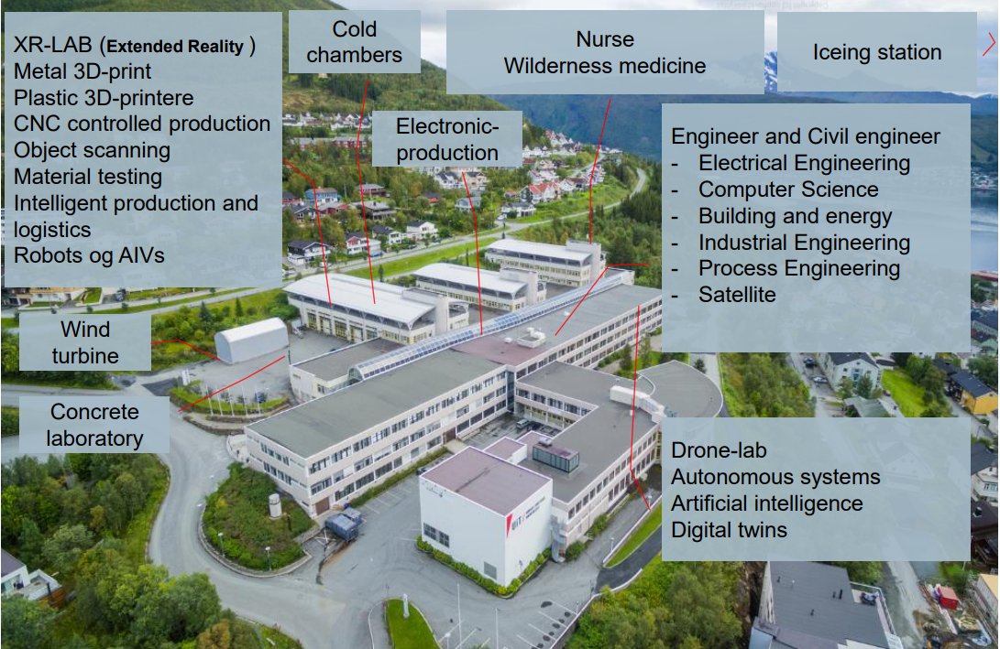 XR-LAB (Extended Reality )
Metal 3D-print
Plastic 3D-printere
CNC controlled production
Object scanning
Material testing
Intelligent production and
logistics
Robots og AIVs
Cold
chambers
Nurse
Wilderness medicine
Iceing station
Electronic-
production
Engineer and Civil engineer
- Electrical Engineering
- Computer Science
- Building and energy
- Industrial Engineering
- Process Engineering
- Satellite
Wind
turbine
Concrete
laboratory
Drone-lab
Autonomous systems
Artificial intelligence
Digital twins
UIT